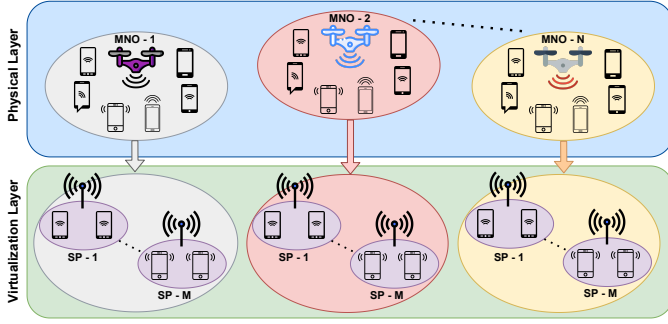 Physical Layer
MNO - 1
MNO - 2
MNO - N
Virtualization Layer
SP - 1
SP - M
SP - 1
SP - M
SP - 1
SP - M